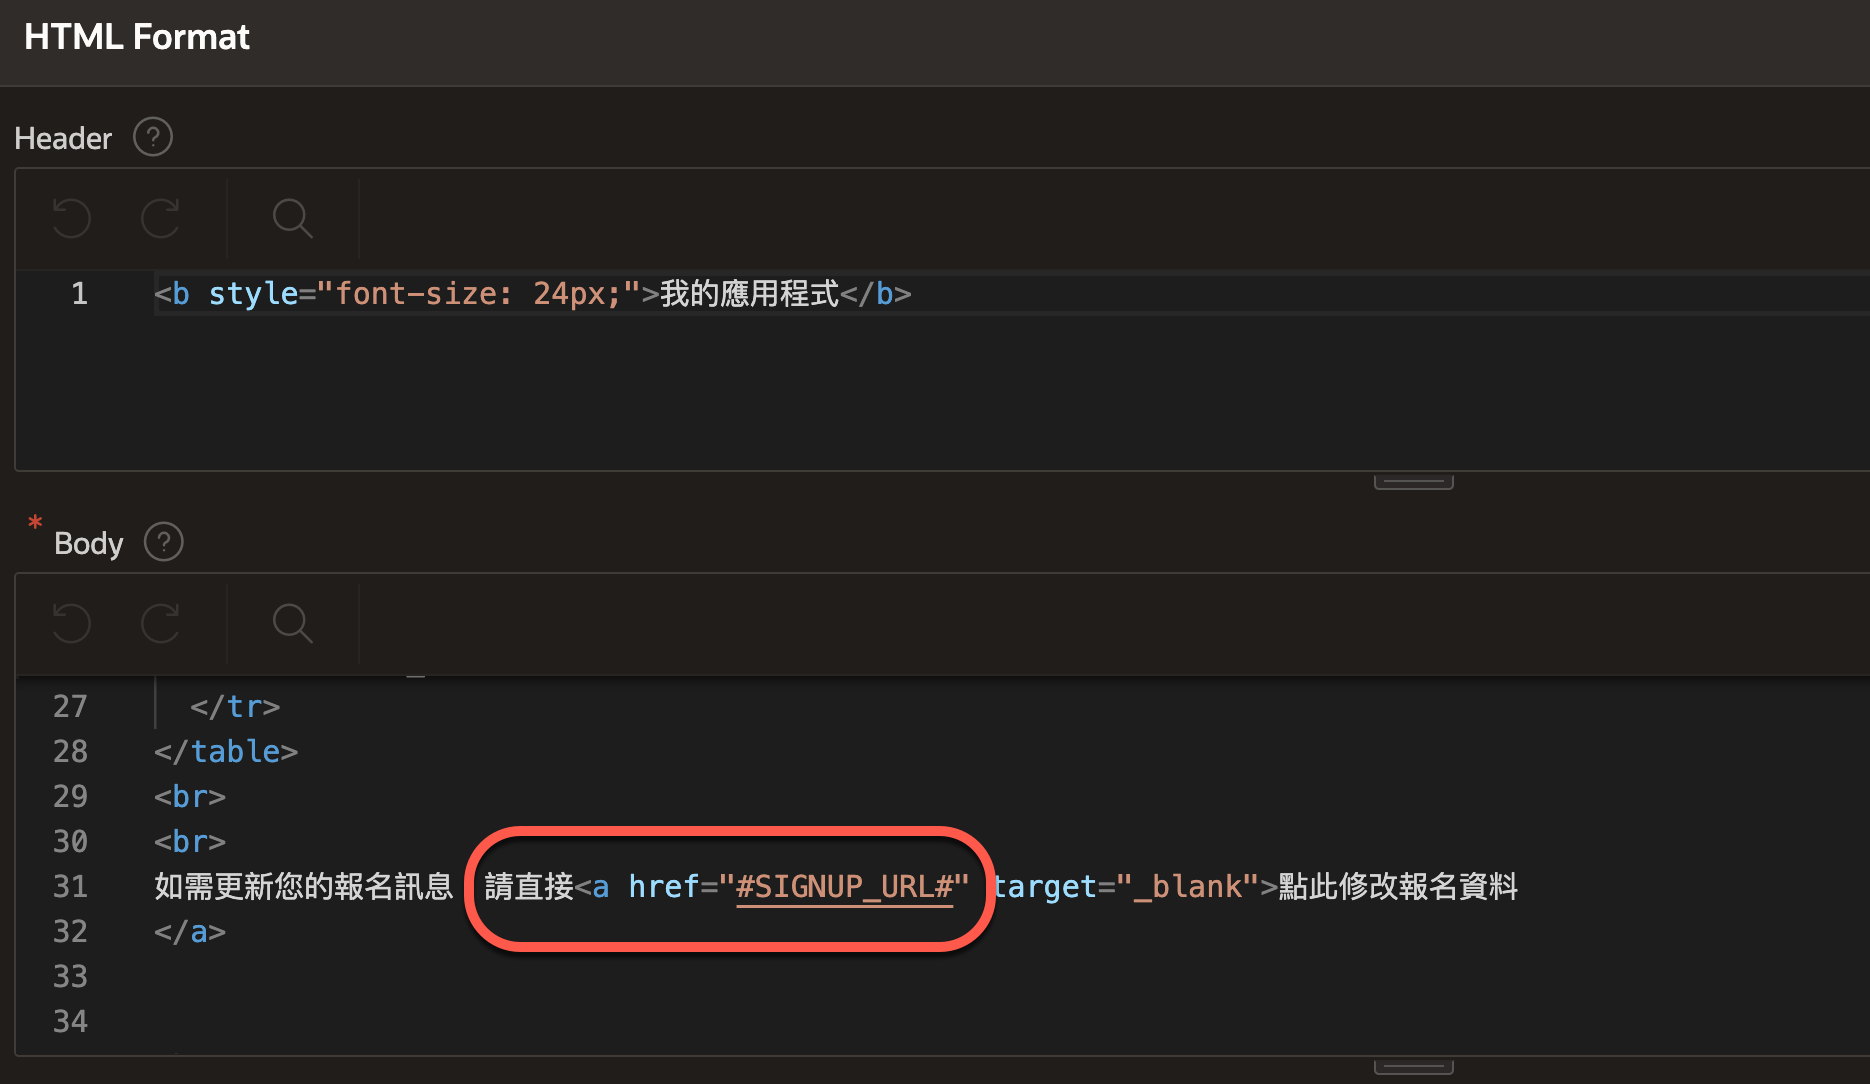 HTML Format
Header ?
1 <b style="font-size: 24px;">我的應用程式</b>
* Body ?
27 </tr>
28 </table>
29 <br>
30 <br>
31 如需更新您的報名訊息 請直接<a href="#SIGNUP_URL#" target="_blank">點此修改報名資料
32 </a>
33
34